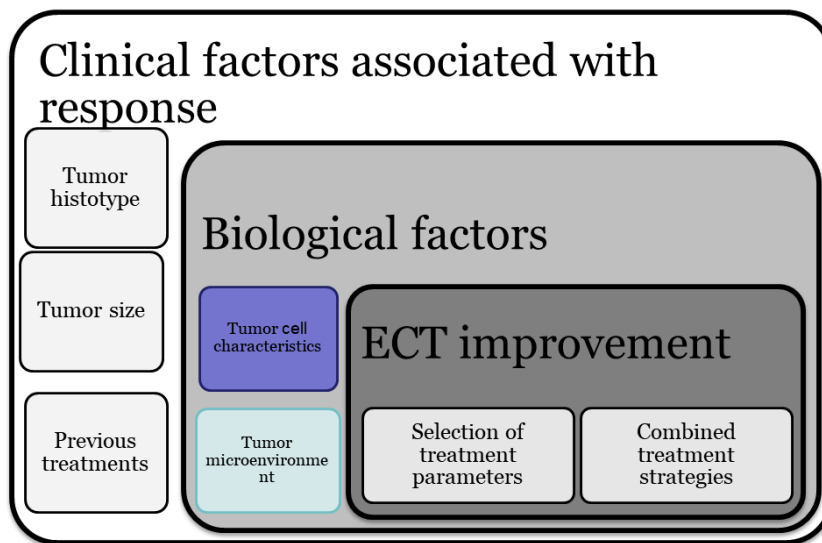 Clinical factors associated with
response
Tumor
histotype
Tumor size
Previous
treatments
Biological factors
Tumor cell
characteristics
Tumor
microenvironme
nt
ECT improvement
Selection of
treatment
parameters
Combined
treatment
strategies